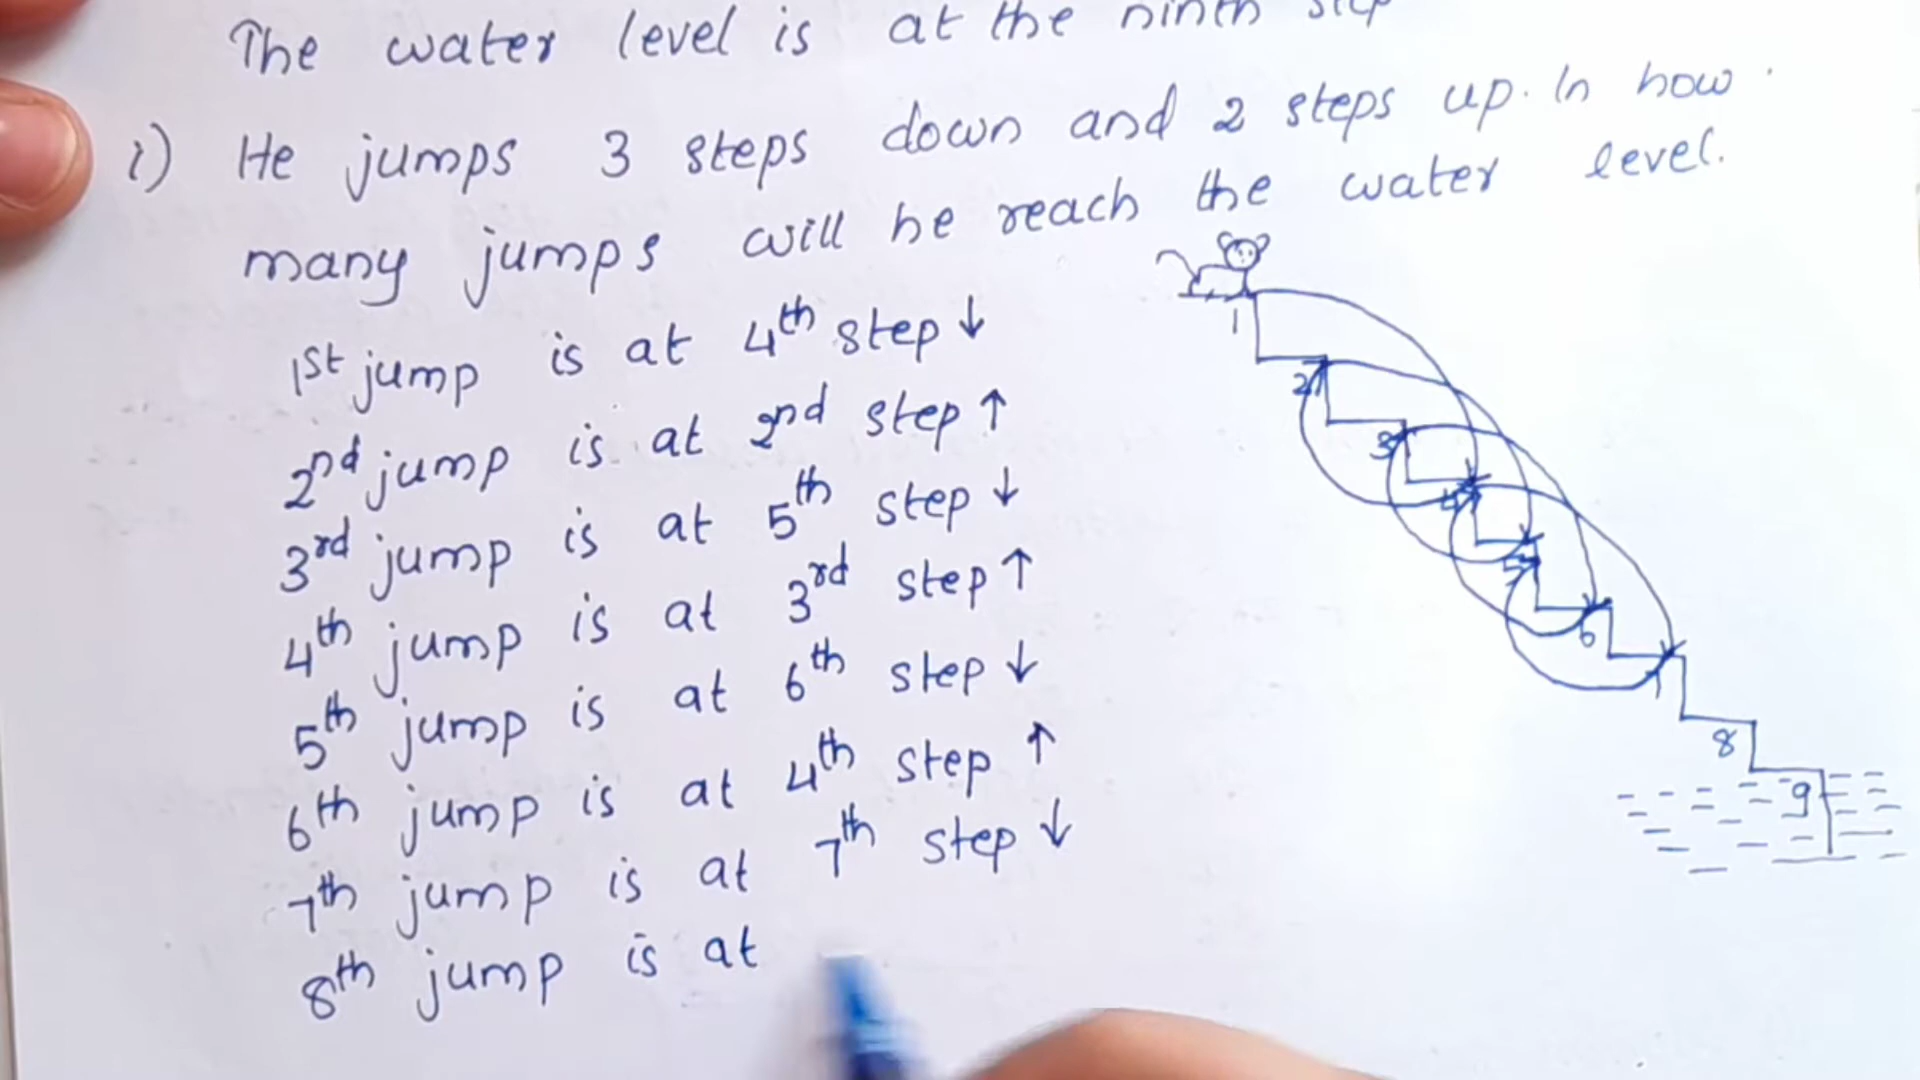 The water level is at the ninth step
i) He jumps 3 steps down and 2 steps up. In how
many jumps will he reach the water level.
1st jump is at 4th step ↓
2nd jump is at 2nd step ↑
3rd jump is at 5th step ↓
4th jump is at 3rd step ↑
5th jump is at 6th step ↓
6th jump is at 4th step ↑
7th jump is at 7th step ↓
8th jump is at
1
2
3
4
5
6
7
8
9